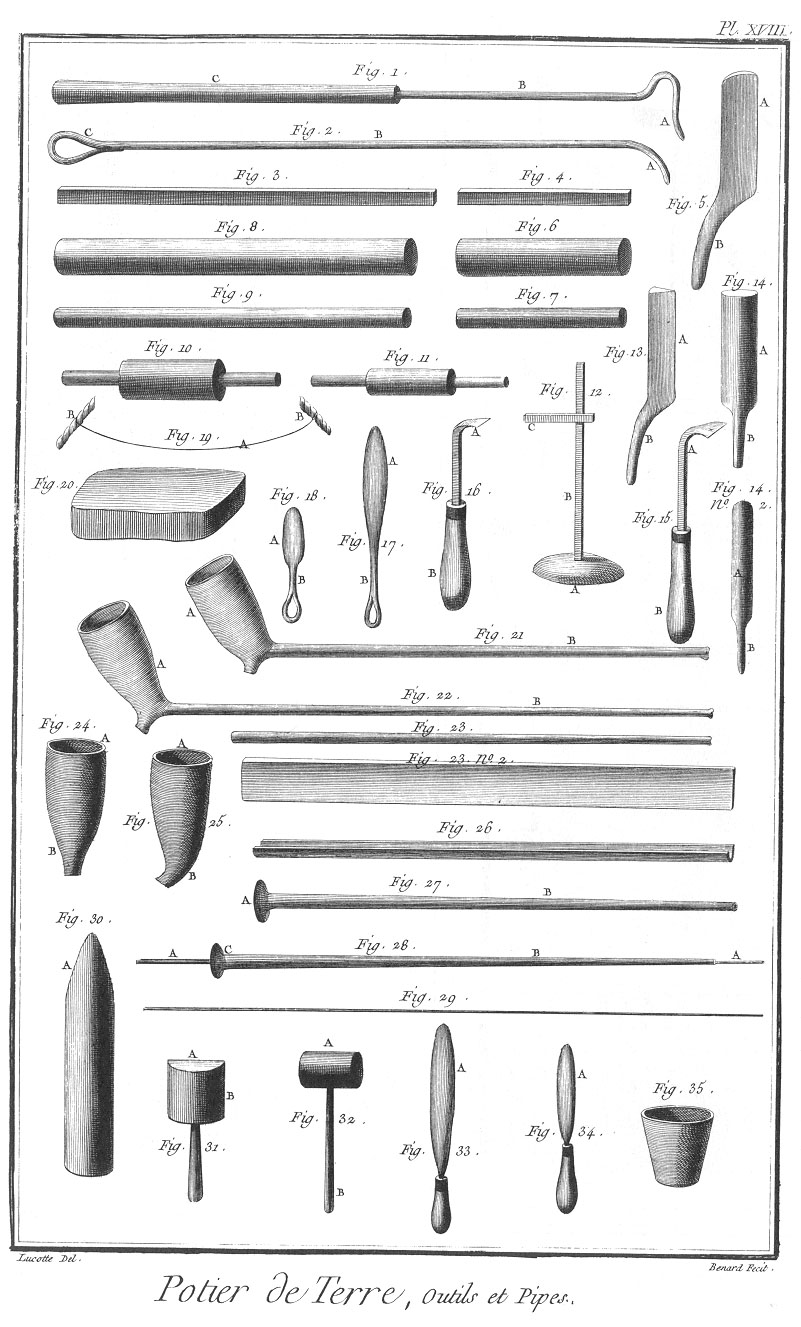 Pl. XVIII.
Fig. 1.
C
B
A
Fig. 2.
C
B
A
A
Fig. 5.
B
Fig. 3.
Fig. 4.
Fig. 8.
Fig. 6
Fig. 9.
Fig. 7.
Fig. 14.
A
B
Fig. 10
Fig. 11.
Fig. 12.
C
B
A
Fig. 13.
A
B
B
Fig. 19.
A
B
Fig. 20.
Fig. 18
A
B
A
Fig. 17.
B
A
Fig. 16
B
A
Fig. 15.
B
Fig. 14.
No. 2.
A
B
Fig. 21
A
B
Fig. 22.
A
B
Fig. 23.
Fig. 23. No. 2.
Fig. 24.
A
B
A
Fig. 25.
B
Fig. 26
Fig. 27.
A
B
Fig. 28.
A
C
B
A
Fig. 29
Fig. 30
A
A
B
Fig. 31.
A
Fig. 32.
B
A
Fig. 33.
A
Fig. 34.
Fig. 35.
Lucotte Del.
Benard Fecit.
Potier de Terre, Outils et Pipes.